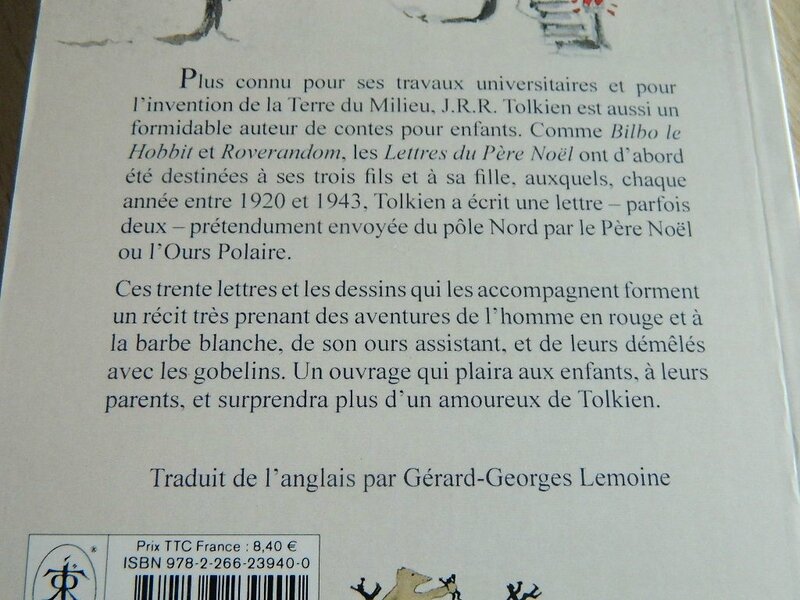 Plus connu pour ses travaux universitaires et pour
l'invention de la Terre du Milieu, J.R.R. Tolkien est aussi un
formidable auteur de contes pour enfants. Comme Bilbo le
Hobbit et Roverandom, les Lettres du Père Noël ont d'abord
été destinées à ses trois fils et à sa fille, auxquels, chaque
année entre 1920 et 1943, Tolkien a écrit une lettre – parfois
deux – prétendument envoyée du pôle Nord par le Père Noël
ou l'Ours Polaire.
Ces trente lettres et les dessins qui les accompagnent forment
un récit très prenant des aventures de l'homme en rouge et à
la barbe blanche, de son ours assistant, et de leurs démêlés
avec les gobelins. Un ouvrage qui plaira aux enfants, à leurs
parents, et surprendra plus d'un amoureux de Tolkien.
Traduit de l'anglais par Gérard-Georges Lemoine
Prix TTC France : 8,40 €
ISBN 978-2-266-23940-0